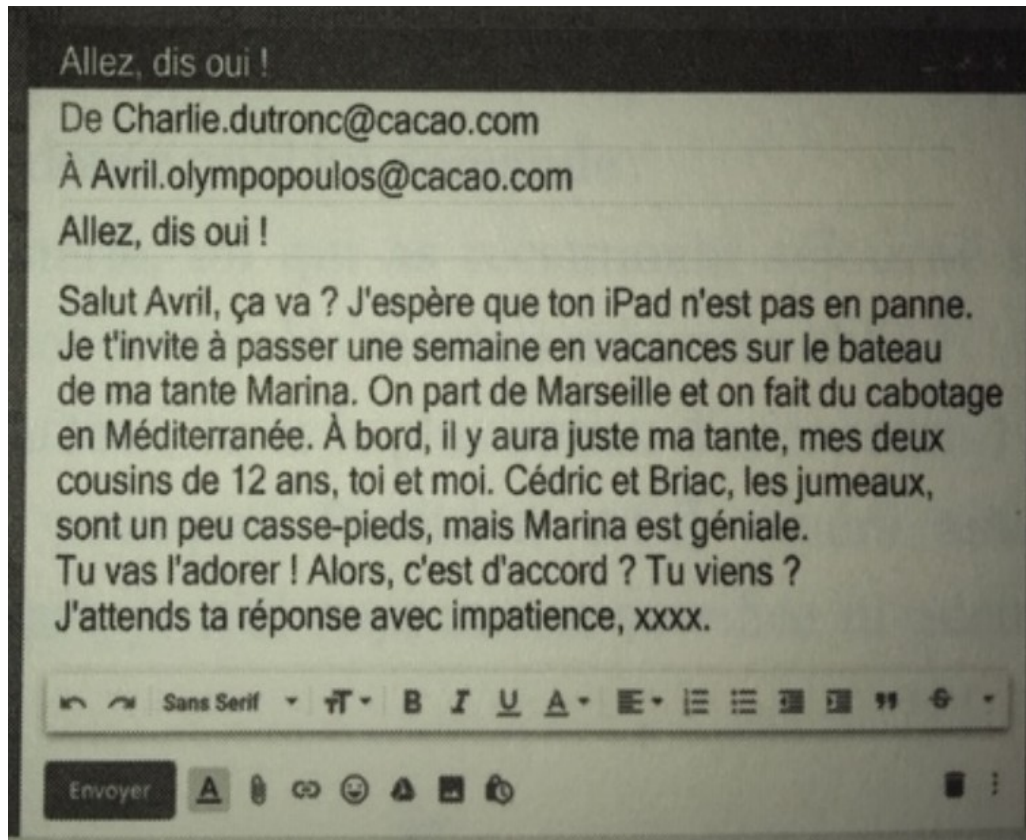 Allez, dis oui !
De Charlie.dutronc@cacao.com
À Avril.olympopoulos@cacao.com
Allez, dis oui !
Salut Avril, ça va ? J'espère que ton iPad n'est pas en panne.
Je t'invite à passer une semaine en vacances sur le bateau
de ma tante Marina. On part de Marseille et on fait du cabotage
en Méditerranée. À bord, il y aura juste ma tante, mes deux
cousins de 12 ans, toi et moi. Cédric et Briac, les jumeaux,
sont un peu casse-pieds, mais Marina est géniale.
Tu vas l'adorer ! Alors, c'est d'accord ? Tu viens ?
J'attends ta réponse avec impatience, xxxx.
Sans Serif TT B I U A S
Envoyer A